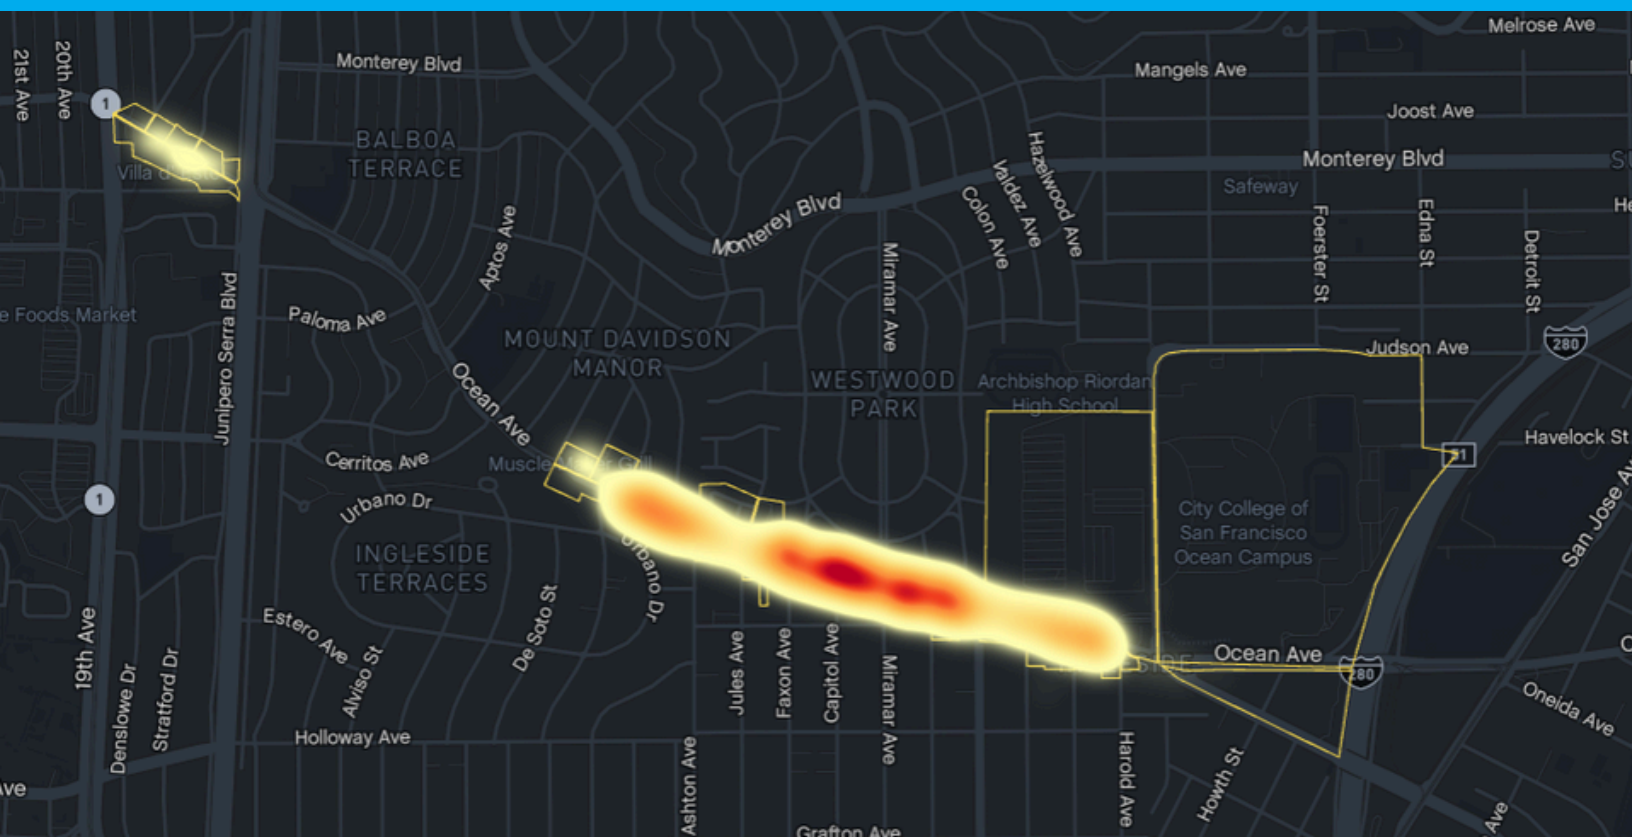 Melrose Ave
21st Ave
20th Ave
Monterey Blvd
Mangels Ave
1
Joost Ave
BALBOA
TERRACE
Monterey Blvd
Hazelwood Ave
Valdez Ave
Colon Ave
Safeway
Monterey Blvd
Foerster St
Edna St
Detroit St
Aptos Ave
Miramar Ave
Junipero Serra Blvd
e Foods Market
Paloma Ave
MOUNT DAVIDSON
MANOR
280
Judson Ave
Ocean Ave
WESTWOOD
PARK
Archbishop Riordan
High School
Havelock St
Cerritos Ave
Muscle
1
Urbano Dr
City College of
San Francisco
Ocean Campus
San Jose Av
INGLESIDE
TERRACES
Urbano Dr
De Soto St
Estero Ave
Alviso St
19th Ave
Denslowe Dr
Stratford Dr
Jules Ave
Faxon Ave
Capitol Ave
Miramar Ave
Ocean Ave
280
Oneida Ave
Holloway Ave
Ashton Ave
Harold Ave
Howth St
Ave
Ave
Grafton Ave